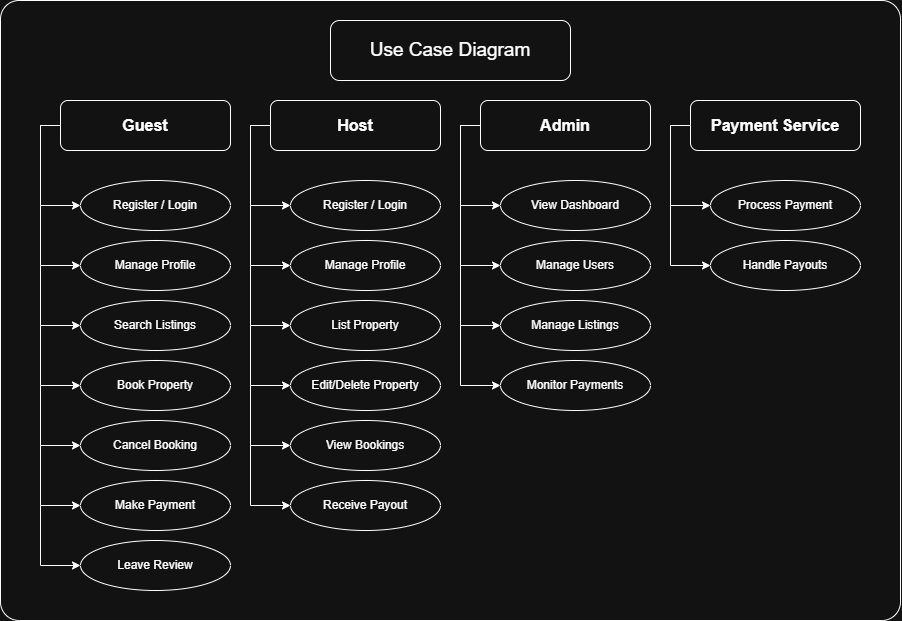 Use Case Diagram
Guest
Register / Login
Manage Profile
Search Listings
Book Property
Cancel Booking
Make Payment
Leave Review
Host
Register / Login
Manage Profile
List Property
Edit/Delete Property
View Bookings
Receive Payout
Admin
View Dashboard
Manage Users
Manage Listings
Monitor Payments
Payment Service
Process Payment
Handle Payouts